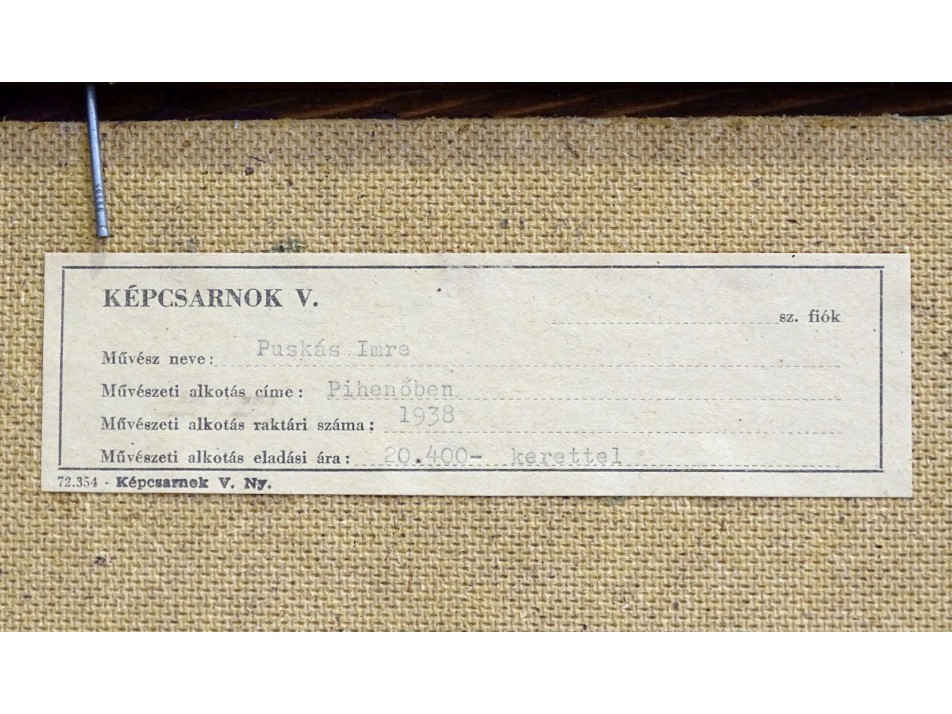 KÉPCSARNOK V.
sz. fiók
Művész neve: Puskás Imre
Művészeti alkotás címe: Pihenőben
Művészeti alkotás raktári száma: 1938
Művészeti alkotás eladási ára: 20.400- kerettel
72.354 - Képcsarnok V. Ny.